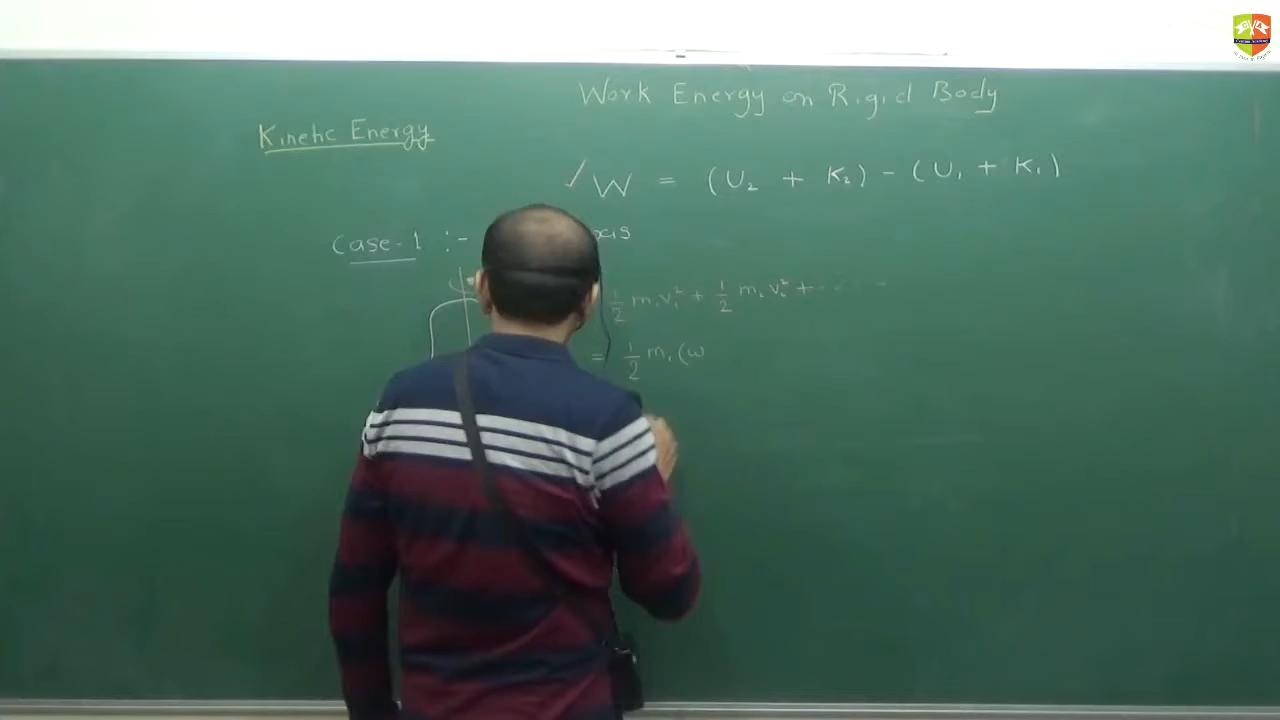 Work Energy on Rigid Body
Kinetic Energy
✓ W = (U₂ + K₂) - (U₁ + K₁)
Case-1 :-
½ m₁v₁² + ½ m₂v₂² + - - - -
= ½ m₁(ω